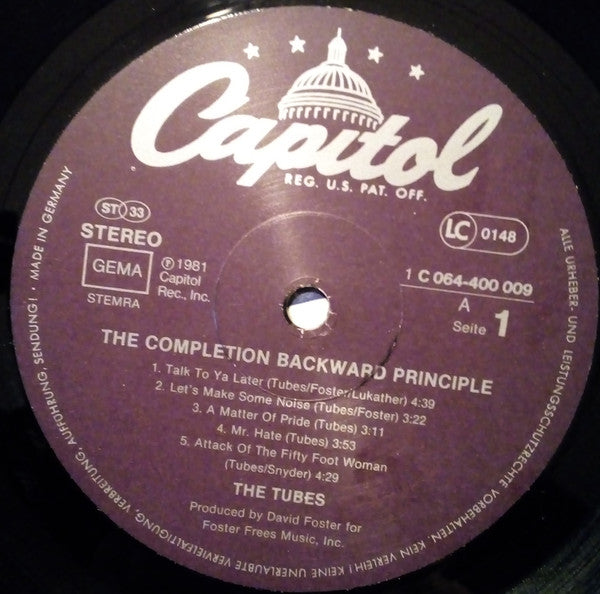 Capitol
REG. U.S. PAT. OFF.
ST 33
STEREO
GEMA
STEMRA
℗ 1981
Capitol
Rec., Inc.
LC 0148
1 C 064-400 009
A
Seite 1
THE COMPLETION BACKWARD PRINCIPLE
1. Talk To Ya Later (Tubes/Foster/Lukather) 4:39
2. Let's Make Some Noise (Tubes/Foster) 3:22
3. A Matter Of Pride (Tubes) 3:11
4. Mr. Hate (Tubes) 3:53
5. Attack Of The Fifty Foot Woman
(Tubes/Snyder) 4:29
THE TUBES
Produced by David Foster for
Foster Frees Music, Inc.
ALLE URHEBER- UND LEISTUNGSSCHUTZRECHTE VORBEHALTEN. KEIN VERLEIH! KEINE UNERLAUBTE VERVIELFÄLTIGUNG, VERBREITUNG, AUFFÜHRUNG, SENDUNG! · MADE IN GERMANY